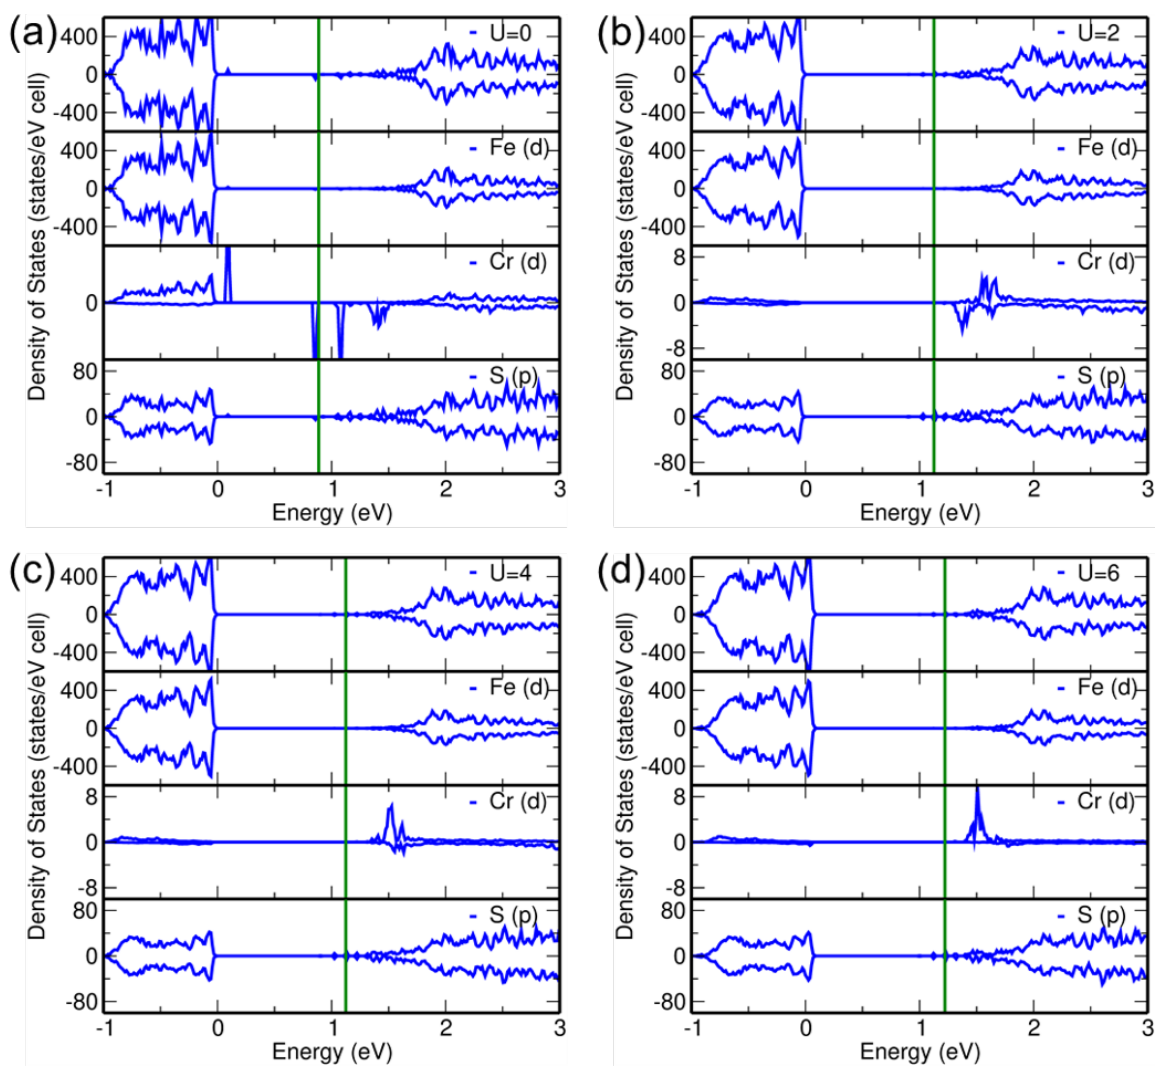 (a)
U=0
400
0
-400
Fe (d)
400
0
-400
Cr (d)
0
S (p)
80
0
-80
-1 0 1 2 3
Energy (eV)
Density of States (states/eV cell)
(b)
U=2
400
0
-400
Fe (d)
400
0
-400
Cr (d)
8
0
-8
S (p)
80
0
-80
-1 0 1 2 3
Energy (eV)
Density of States (states/eV cell)
(c)
U=4
400
0
-400
Fe (d)
400
0
-400
Cr (d)
8
0
-8
S (p)
80
0
-80
-1 0 1 2 3
Energy (eV)
Density of States (states/eV cell)
(d)
U=6
400
0
-400
Fe (d)
400
0
-400
Cr (d)
8
0
-8
S (p)
80
0
-80
-1 0 1 2 3
Energy (eV)
Density of States (states/eV cell)